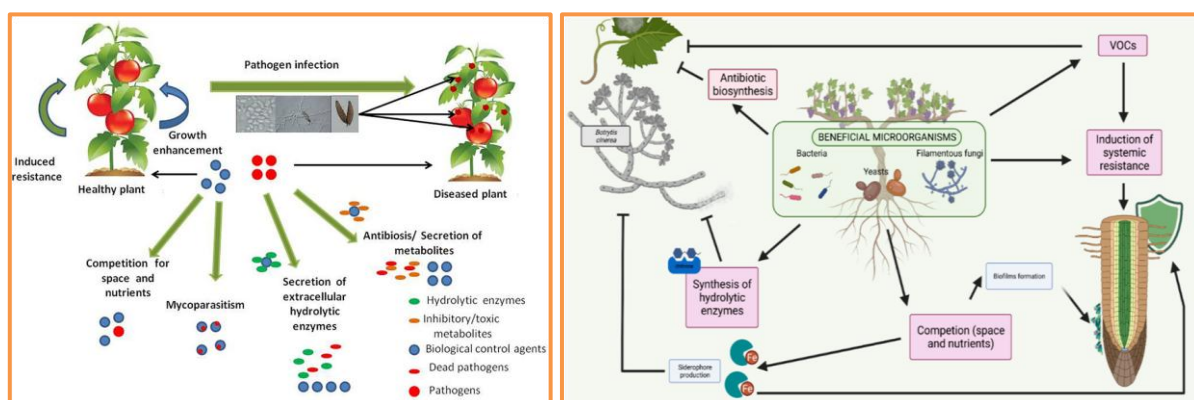 Pathogen infection
Growth
enhancement
Induced
resistance
Healthy plant
Diseased plant
Competition for
space and
nutrients
Mycoparasitism
Secretion of
extracellular
hydrolytic
enzymes
Antibiosis/ Secretion of
metabolites
Hydrolytic enzymes
Inhibitory/toxic
metabolites
Biological control agents
Dead pathogens
Pathogens
VOCs
Antibiotic
biosynthesis
Botrytis
cinerea
BENEFICIAL MICROORGANISMS
Bacteria
Yeasts
Filamentous fungi
Induction of
systemic
resistance
Synthesis of
hydrolytic
enzymes
Biofilms formation
Competion (space
and nutrients)
Siderophore
production
Fe
Fe